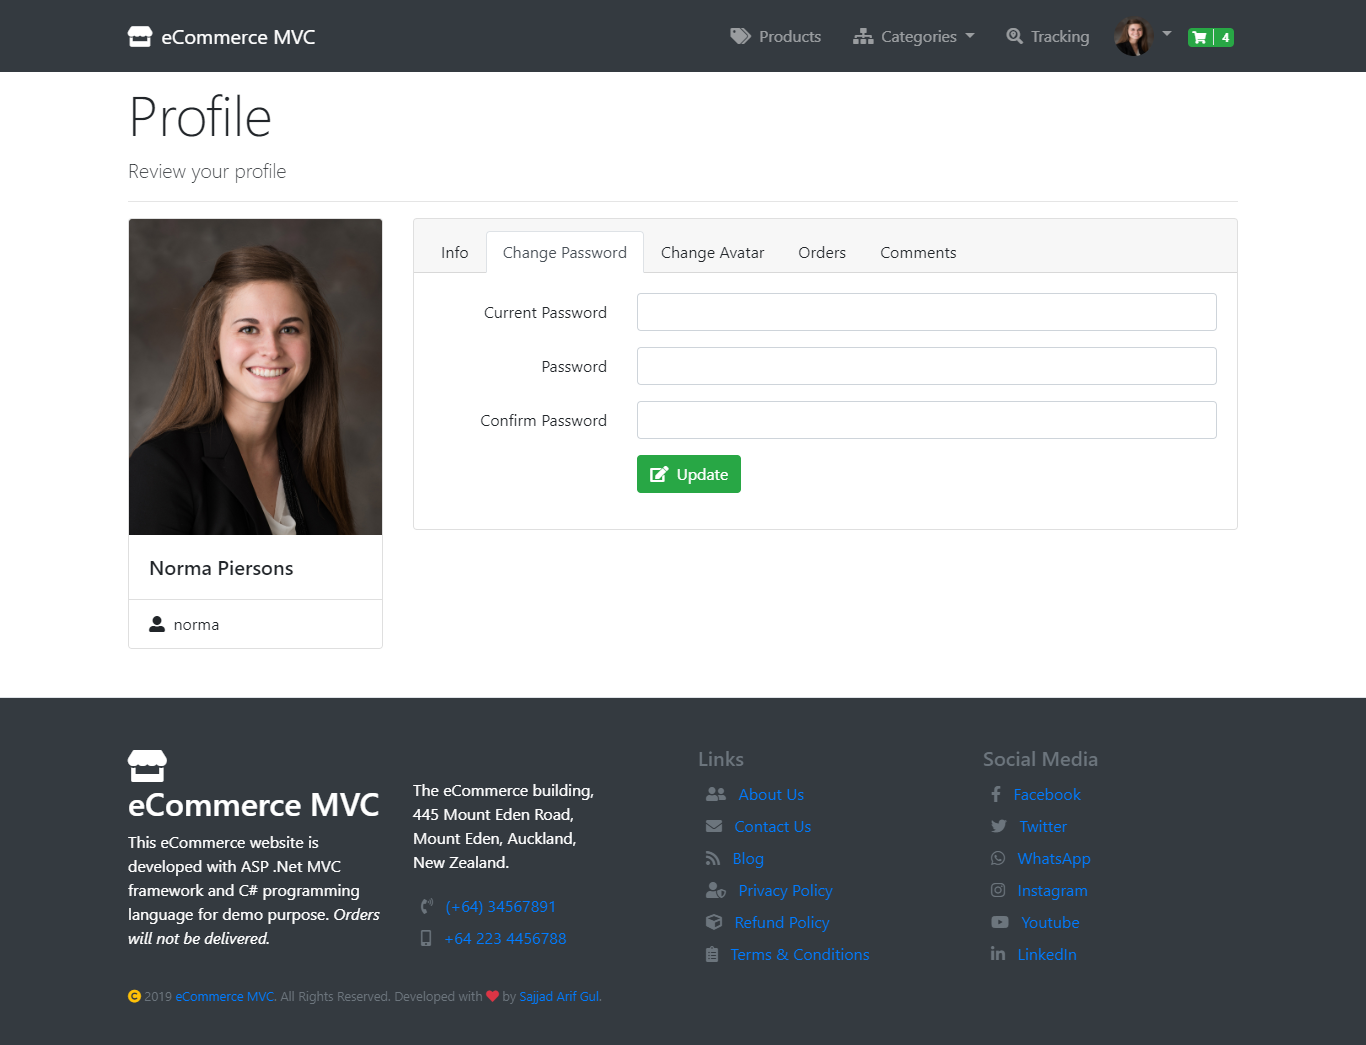 eCommerce MVC
Products
Categories
Tracking
4
Profile
Review your profile
Info
Change Password
Change Avatar
Orders
Comments
Current Password
Password
Confirm Password
Update
Norma Piersons
norma
eCommerce MVC
This eCommerce website is
developed with ASP .Net MVC
framework and C# programming
language for demo purpose. Orders
will not be delivered.
The eCommerce building,
445 Mount Eden Road,
Mount Eden, Auckland,
New Zealand.
(+64) 34567891
+64 223 4456788
Links
About Us
Contact Us
Blog
Privacy Policy
Refund Policy
Terms & Conditions
Social Media
Facebook
Twitter
WhatsApp
Instagram
Youtube
LinkedIn
2019 eCommerce MVC. All Rights Reserved. Developed with ❤ by Sajjad Arif Gul.